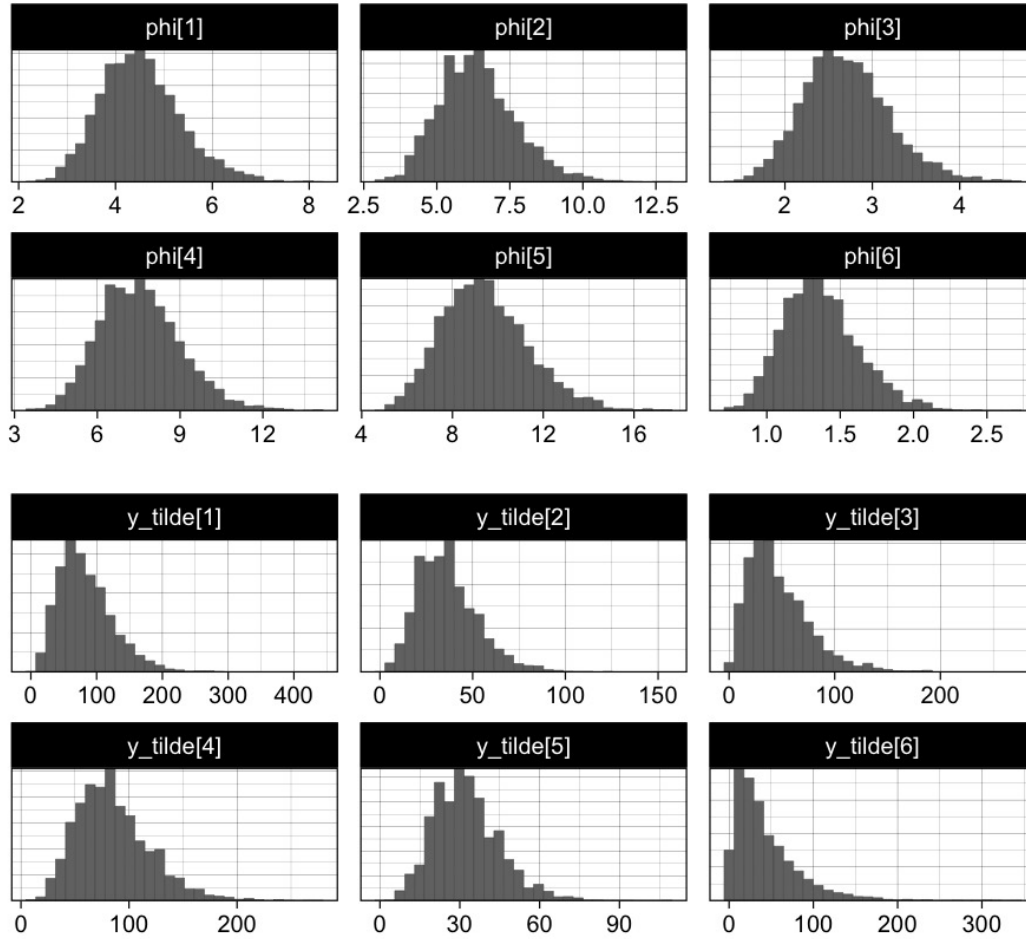 phi[1] phi[2] phi[3]
2 4 6 8 2.5 5.0 7.5 10.0 12.5 2 3 4
phi[4] phi[5] phi[6]
3 6 9 12 4 8 12 16 1.0 1.5 2.0 2.5
y_tilde[1] y_tilde[2] y_tilde[3]
0 100 200 300 400 0 50 100 150 0 100 200
y_tilde[4] y_tilde[5] y_tilde[6]
0 100 200 0 30 60 90 0 100 200 300